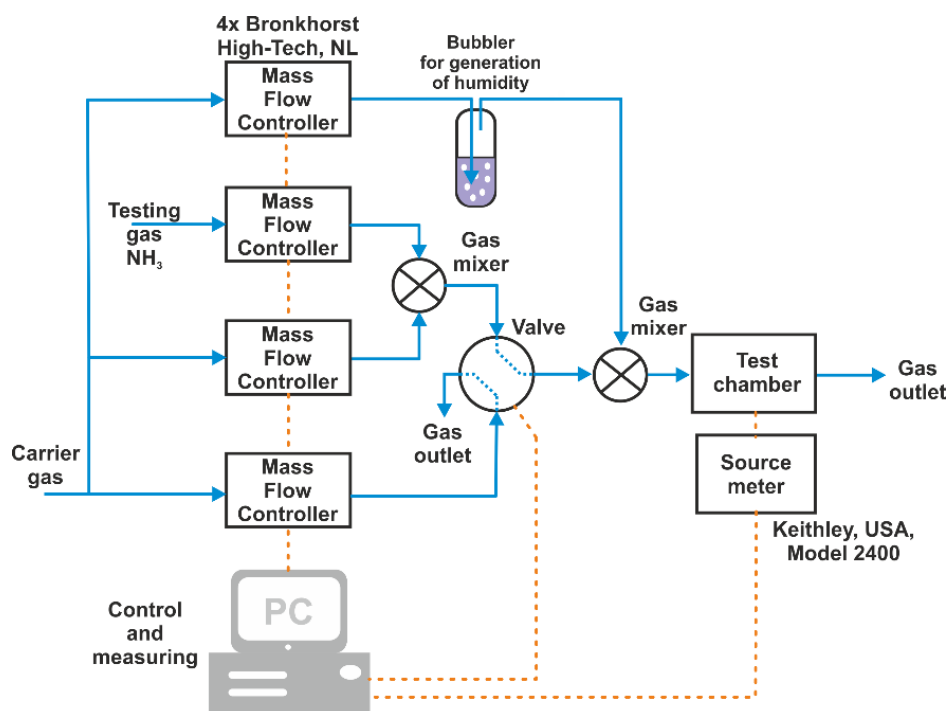 4x Bronkhorst
High-Tech, NL
Mass
Flow
Controller
Bubbler
for generation
of humidity
Testing
gas
NH₃
Mass
Flow
Controller
Gas
mixer
Mass
Flow
Controller
Valve
Gas
mixer
Test
chamber
Gas
outlet
Gas
outlet
Carrier
gas
Mass
Flow
Controller
Source
meter
Keithley, USA,
Model 2400
PC
Control
and
measuring